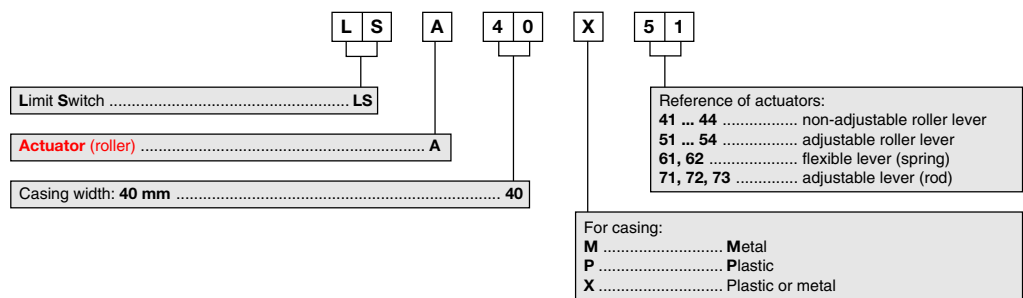 L S A 4 0 X 5 1
Limit Switch ...................................................... LS
Actuator (roller) ................................................................ A
Casing width: 40 mm ......................................................................... 40
Reference of actuators:
41 ... 44 ................. non-adjustable roller lever
51 ... 54 ................. adjustable roller lever
61, 62 .................... flexible lever (spring)
71, 72, 73 ............... adjustable lever (rod)
For casing:
M ........................... Metal
P ............................ Plastic
X ............................ Plastic or metal